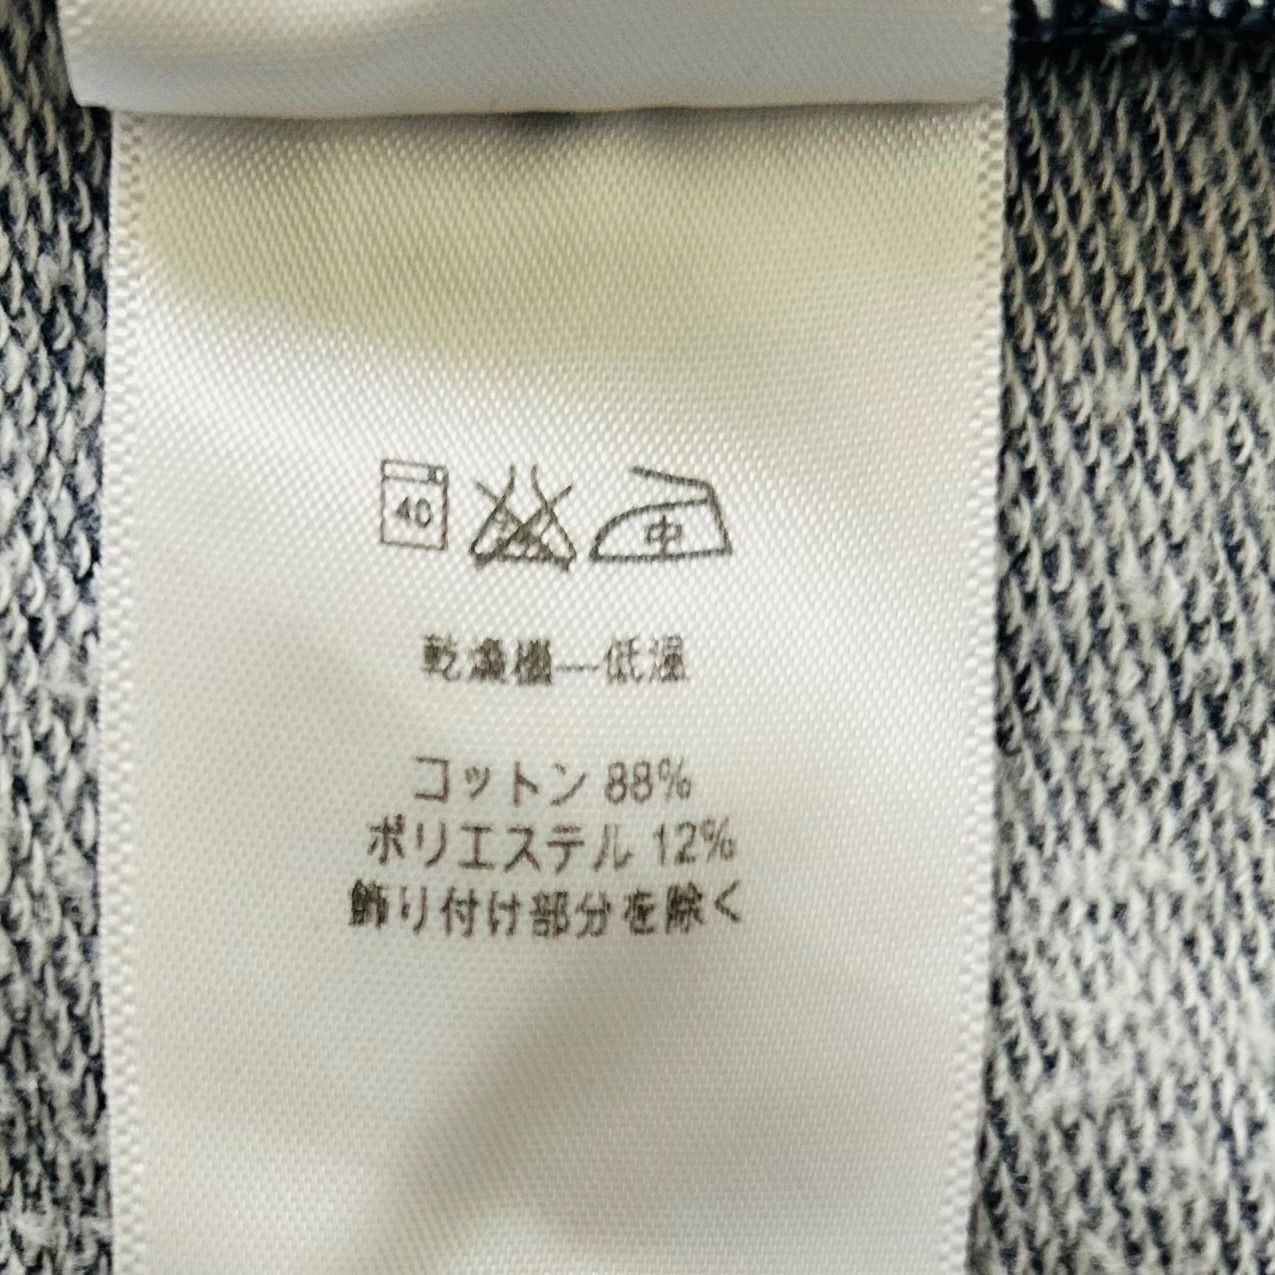 40 中
乾燥機—低温
コットン 88%
ポリエステル 12%
飾り付け部分を除く